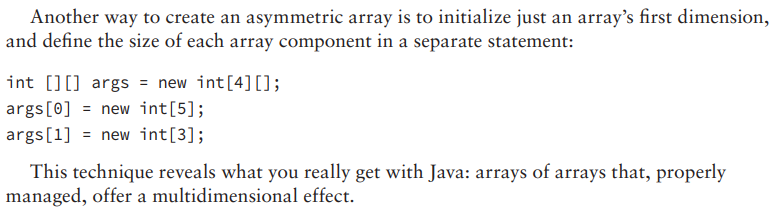 Another way to create an asymmetric array is to initialize just an array’s first dimension,
and define the size of each array component in a separate statement:
int [][] args = new int[4][];
args[0] = new int[5];
args[1] = new int[3];
This technique reveals what you really get with Java: arrays of arrays that, properly
managed, offer a multidimensional effect.